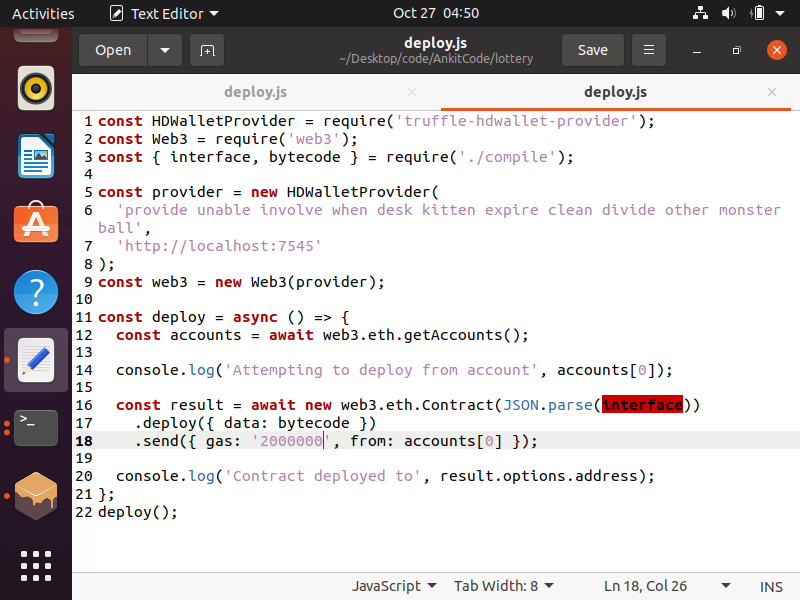 Activities
Text Editor
Oct 27 04:50
Open
deploy.js
~/Desktop/code/AnkitCode/lottery
Save
deploy.js
deploy.js
1 const HDWalletProvider = require('truffle-hdwallet-provider');
2 const Web3 = require('web3');
3 const { interface, bytecode } = require('./compile');
4
5 const provider = new HDWalletProvider(
6   'provide unable involve when desk kitten expire clean divide other monster
ball',
7   'http://localhost:7545'
8 );
9 const web3 = new Web3(provider);
10
11 const deploy = async () => {
12   const accounts = await web3.eth.getAccounts();
13
14   console.log('Attempting to deploy from account', accounts[0]);
15
16   const result = await new web3.eth.Contract(JSON.parse(interface))
17     .deploy({ data: bytecode })
18     .send({ gas: '2000000', from: accounts[0] });
19
20   console.log('Contract deployed to', result.options.address);
21 };
22 deploy();
JavaScript
Tab Width: 8
Ln 18, Col 26
INS